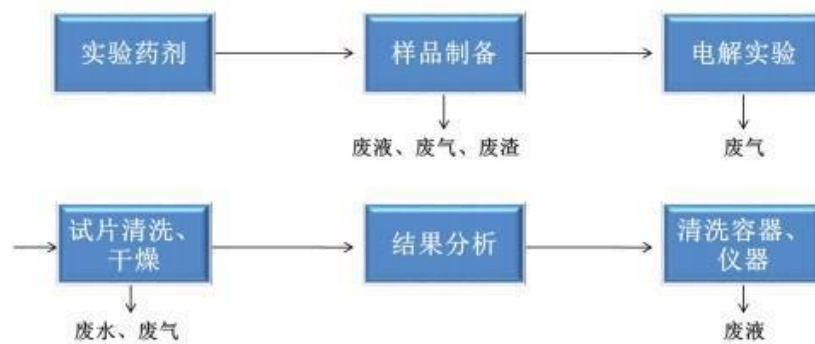 实验药剂
样品制备
电解实验
废液、废气、废渣
废气
试片清洗、
干燥
结果分析
清洗容器、
仪器
废水、废气
废液